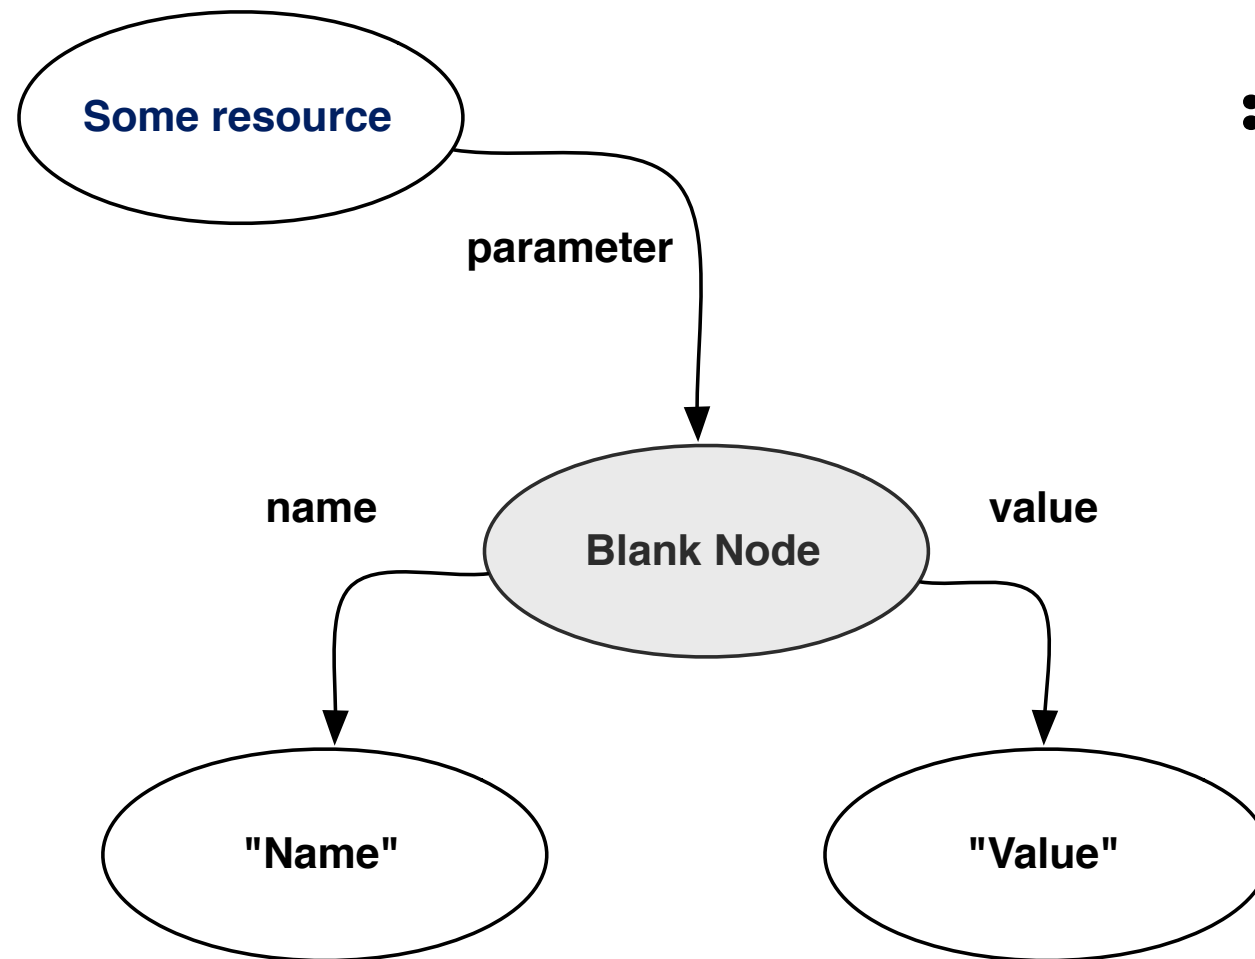 Some resource
:
parameter
name
value
Blank Node
"Name"
"Value"